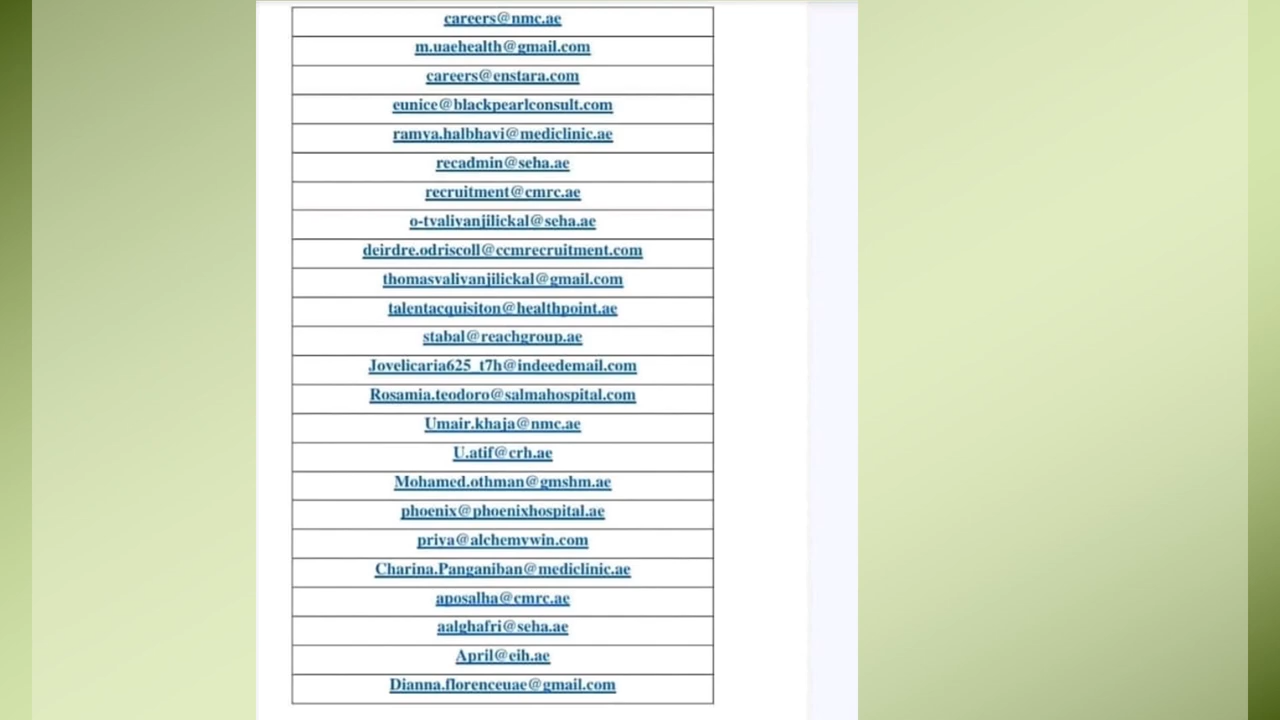 careers@nmc.ae
m.uaehealth@gmail.com
careers@enstara.com
eunice@blackpearlconsult.com
ramya.halbhavi@mediclinic.ae
recadmin@seha.ae
recruitment@cmrc.ae
o-tvalivanjilickal@seha.ae
deirdre.odriscoll@ccmrecruitment.com
thomasvalivanjilickal@gmail.com
talentacquisiton@healthpoint.ae
stabal@reachgroup.ae
Jovelicaria625_t7h@indeedemail.com
Rosamia.teodoro@salmahospital.com
Umair.khaja@nmc.ae
U.atif@crh.ae
Mohamed.othman@gmshm.ae
phoenix@phoenixhospital.ae
priya@alchemywin.com
Charina.Panganiban@mediclinic.ae
aposalha@cmrc.ae
aalghafri@seha.ae
April@eih.ae
Dianna.florenceuae@gmail.com